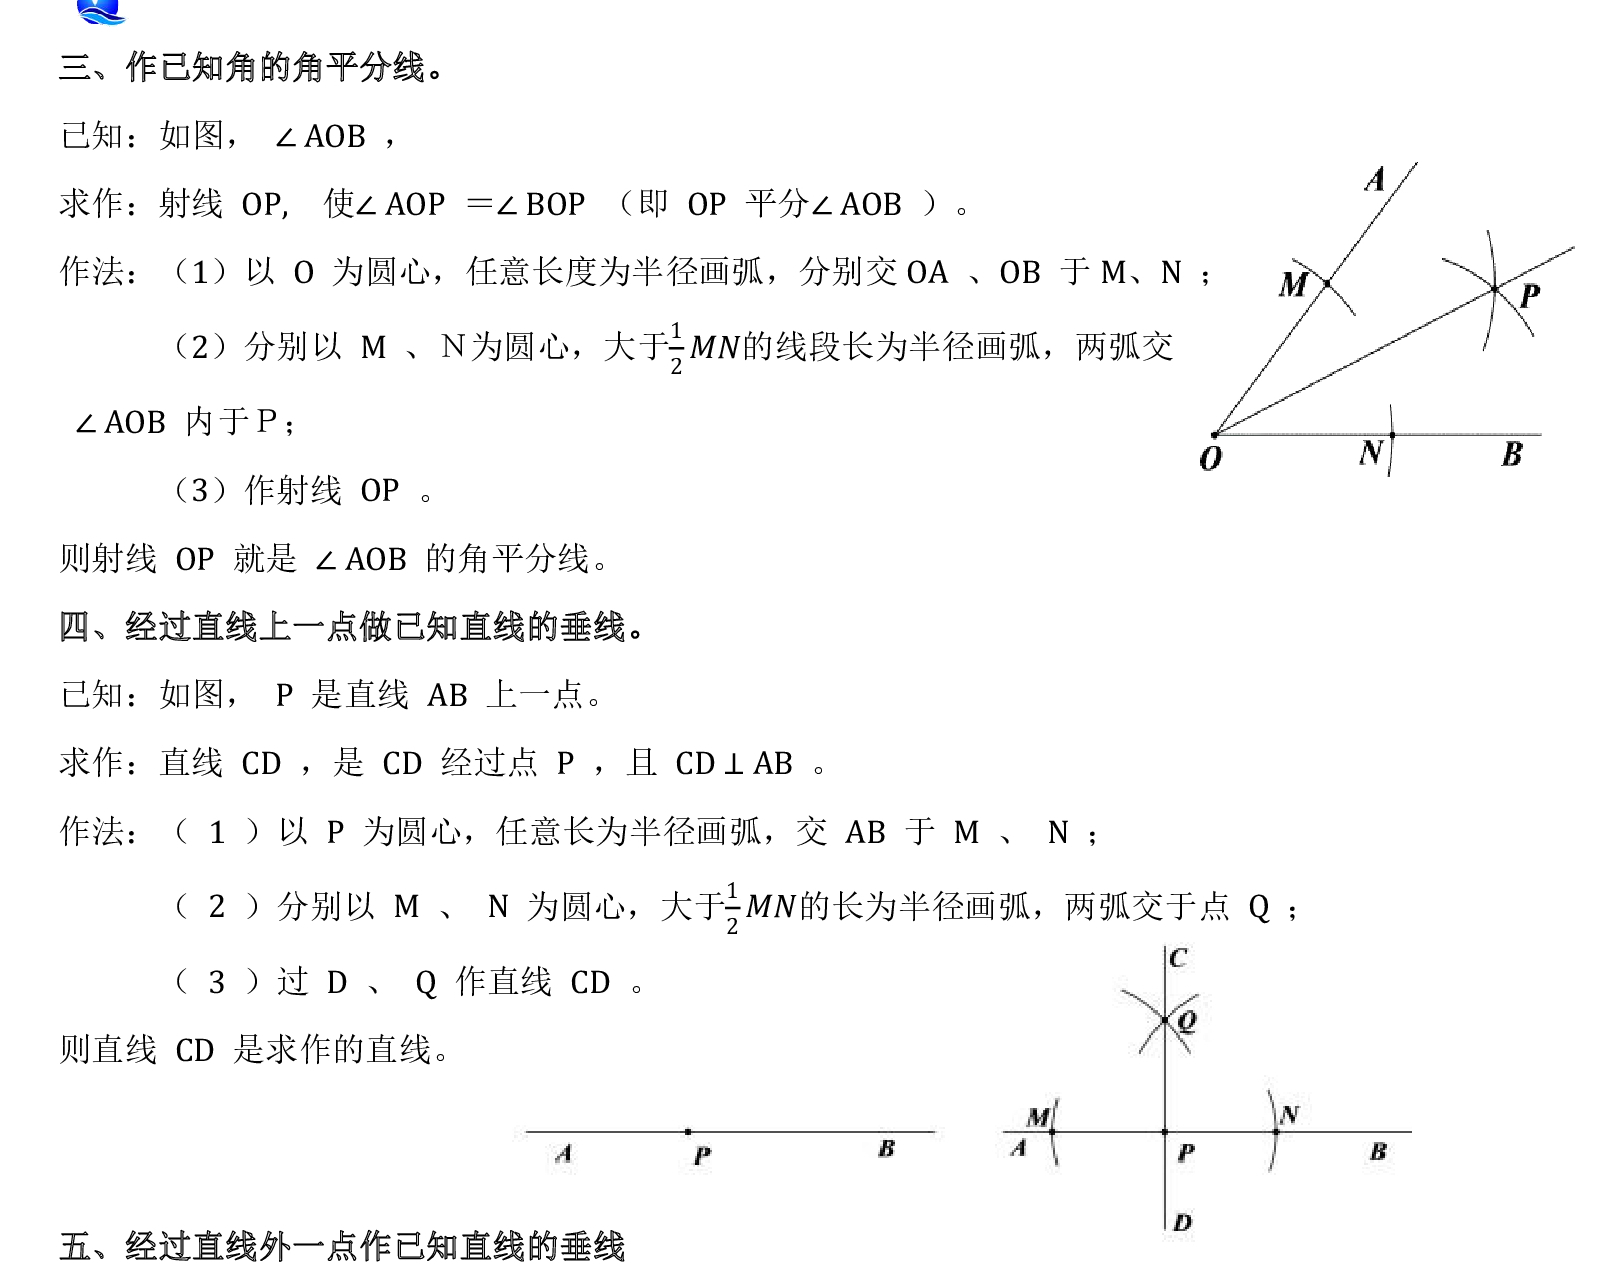 三、作已知角的角平分线。
已知：如图， ∠AOB ，
求作：射线 OP, 使∠AOP ＝∠BOP （即 OP 平分∠AOB ）。
作法：（1）以 O 为圆心，任意长度为半径画弧，分别交OA 、OB 于M、N ；
（2）分别以 M 、Ｎ为圆心，大于1/2 MN的线段长为半径画弧，两弧交
∠AOB 内于Ｐ；
（3）作射线 OP 。
则射线 OP 就是 ∠AOB 的角平分线。
A
M
P
O
N
B
四、经过直线上一点做已知直线的垂线。
已知：如图， P 是直线 AB 上一点。
求作：直线 CD ，是 CD 经过点 P ，且 CD⊥AB 。
作法：（ 1 ）以 P 为圆心，任意长为半径画弧，交 AB 于 M 、 N ；
（ 2 ）分别以 M 、 N 为圆心，大于1/2 MN的长为半径画弧，两弧交于点 Q ；
（ 3 ）过 D 、 Q 作直线 CD 。
则直线 CD 是求作的直线。
A P B
C
Q
M N
A P B
D
五、经过直线外一点作已知直线的垂线